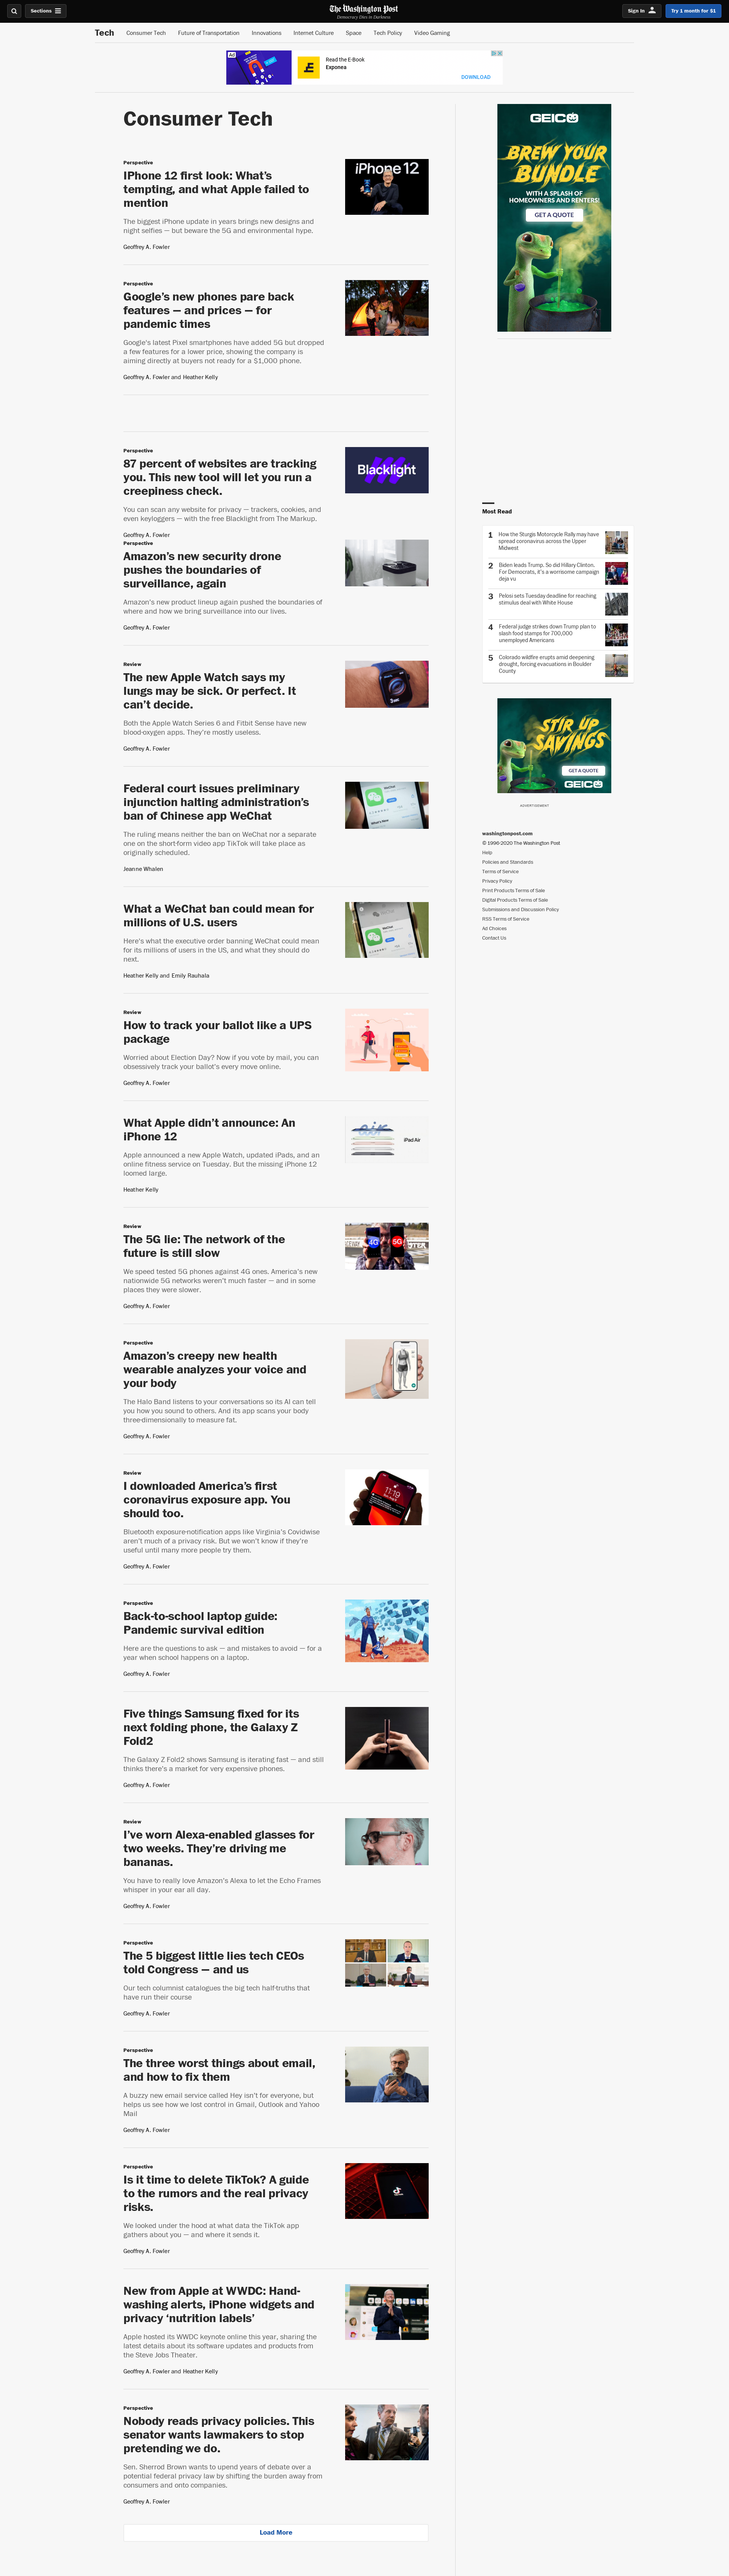 Sections
The Washington Post
Democracy Dies in Darkness
Sign In
Try 1 month for $1
Tech
Consumer Tech
Future of Transportation
Innovations
Internet Culture
Space
Tech Policy
Video Gaming
Ad
Read the E-Book
Exponea
DOWNLOAD
Consumer Tech
Perspective
IPhone 12 first look: What’s
tempting, and what Apple failed to
mention
The biggest iPhone update in years brings new designs and
night selfies — but beware the 5G and environmental hype.
Geoffrey A. Fowler
iPhone 12
Perspective
Google’s new phones pare back
features — and prices — for
pandemic times
Google’s latest Pixel smartphones have added 5G but dropped
a few features for a lower price, showing the company is
aiming directly at buyers not ready for a $1,000 phone.
Geoffrey A. Fowler and Heather Kelly
Perspective
87 percent of websites are tracking
you. This new tool will let you run a
creepiness check.
You can scan any website for privacy — trackers, cookies, and
even keyloggers — with the free Blacklight from The Markup.
Geoffrey A. Fowler
Blacklight
Perspective
Amazon’s new security drone
pushes the boundaries of
surveillance, again
Amazon’s new product lineup again pushed the boundaries of
where and how we bring surveillance into our lives.
Geoffrey A. Fowler
Review
The new Apple Watch says my
lungs may be sick. Or perfect. It
can’t decide.
Both the Apple Watch Series 6 and Fitbit Sense have new
blood-oxygen apps. They’re mostly useless.
Geoffrey A. Fowler
Federal court issues preliminary
injunction halting administration’s
ban of Chinese app WeChat
The ruling means neither the ban on WeChat nor a separate
one on the short-form video app TikTok will take place as
originally scheduled.
Jeanne Whalen
WeChat
What's New
What a WeChat ban could mean for
millions of U.S. users
Here’s what the executive order banning WeChat could mean
for its millions of users in the US, and what they should do
next.
Heather Kelly and Emily Rauhala
WeChat
Review
How to track your ballot like a UPS
package
Worried about Election Day? Now if you vote by mail, you can
obsessively track your ballot’s every move online.
Geoffrey A. Fowler
What Apple didn’t announce: An
iPhone 12
Apple announced a new Apple Watch, updated iPads, and an
online fitness service on Tuesday. But the missing iPhone 12
loomed large.
Heather Kelly
iPad Air
Review
The 5G lie: The network of the
future is still slow
We speed tested 5G phones against 4G ones. America’s new
nationwide 5G networks weren’t much faster — and in some
places they were slower.
Geoffrey A. Fowler
4G
5G
Perspective
Amazon’s creepy new health
wearable analyzes your voice and
your body
The Halo Band listens to your conversations so its AI can tell
you how you sound to others. And its app scans your body
three-dimensionally to measure fat.
Geoffrey A. Fowler
Review
I downloaded America’s first
coronavirus exposure app. You
should too.
Bluetooth exposure-notification apps like Virginia’s Covidwise
aren’t much of a privacy risk. But we won’t know if they’re
useful until many more people try them.
Geoffrey A. Fowler
11:19
Perspective
Back-to-school laptop guide:
Pandemic survival edition
Here are the questions to ask — and mistakes to avoid — for a
year when school happens on a laptop.
Geoffrey A. Fowler
Five things Samsung fixed for its
next folding phone, the Galaxy Z
Fold2
The Galaxy Z Fold2 shows Samsung is iterating fast — and still
thinks there’s a market for very expensive phones.
Geoffrey A. Fowler
Review
I’ve worn Alexa-enabled glasses for
two weeks. They’re driving me
bananas.
You have to really love Amazon’s Alexa to let the Echo Frames
whisper in your ear all day.
Geoffrey A. Fowler
Perspective
The 5 biggest little lies tech CEOs
told Congress — and us
Our tech columnist catalogues the big tech half-truths that
have run their course
Geoffrey A. Fowler
Perspective
The three worst things about email,
and how to fix them
A buzzy new email service called Hey isn’t for everyone, but
helps us see how we lost control in Gmail, Outlook and Yahoo
Mail
Geoffrey A. Fowler
Perspective
Is it time to delete TikTok? A guide
to the rumors and the real privacy
risks.
We looked under the hood at what data the TikTok app
gathers about you — and where it sends it.
Geoffrey A. Fowler
New from Apple at WWDC: Hand-
washing alerts, iPhone widgets and
privacy ‘nutrition labels’
Apple hosted its WWDC keynote online this year, sharing the
latest details about its software updates and products from
the Steve Jobs Theater.
Geoffrey A. Fowler and Heather Kelly
Perspective
Nobody reads privacy policies. This
senator wants lawmakers to stop
pretending we do.
Sen. Sherrod Brown wants to upend years of debate over a
potential federal privacy law by shifting the burden away from
consumers and onto companies.
Geoffrey A. Fowler
Load More
GEICO
BREW YOUR
BUNDLE
WITH A SPLASH OF
HOMEOWNERS AND RENTERS!
GET A QUOTE
Most Read
1
How the Sturgis Motorcycle Rally may have
spread coronavirus across the Upper
Midwest
2
Biden leads Trump. So did Hillary Clinton.
For Democrats, it’s a worrisome campaign
deja vu
3
Pelosi sets Tuesday deadline for reaching
stimulus deal with White House
4
Federal judge strikes down Trump plan to
slash food stamps for 700,000
unemployed Americans
5
Colorado wildfire erupts amid deepening
drought, forcing evacuations in Boulder
County
STIR UP
SAVINGS
GET A QUOTE
GEICO
ADVERTISEMENT
washingtonpost.com
© 1996-2020 The Washington Post
Help
Policies and Standards
Terms of Service
Privacy Policy
Print Products Terms of Sale
Digital Products Terms of Sale
Submissions and Discussion Policy
RSS Terms of Service
Ad Choices
Contact Us